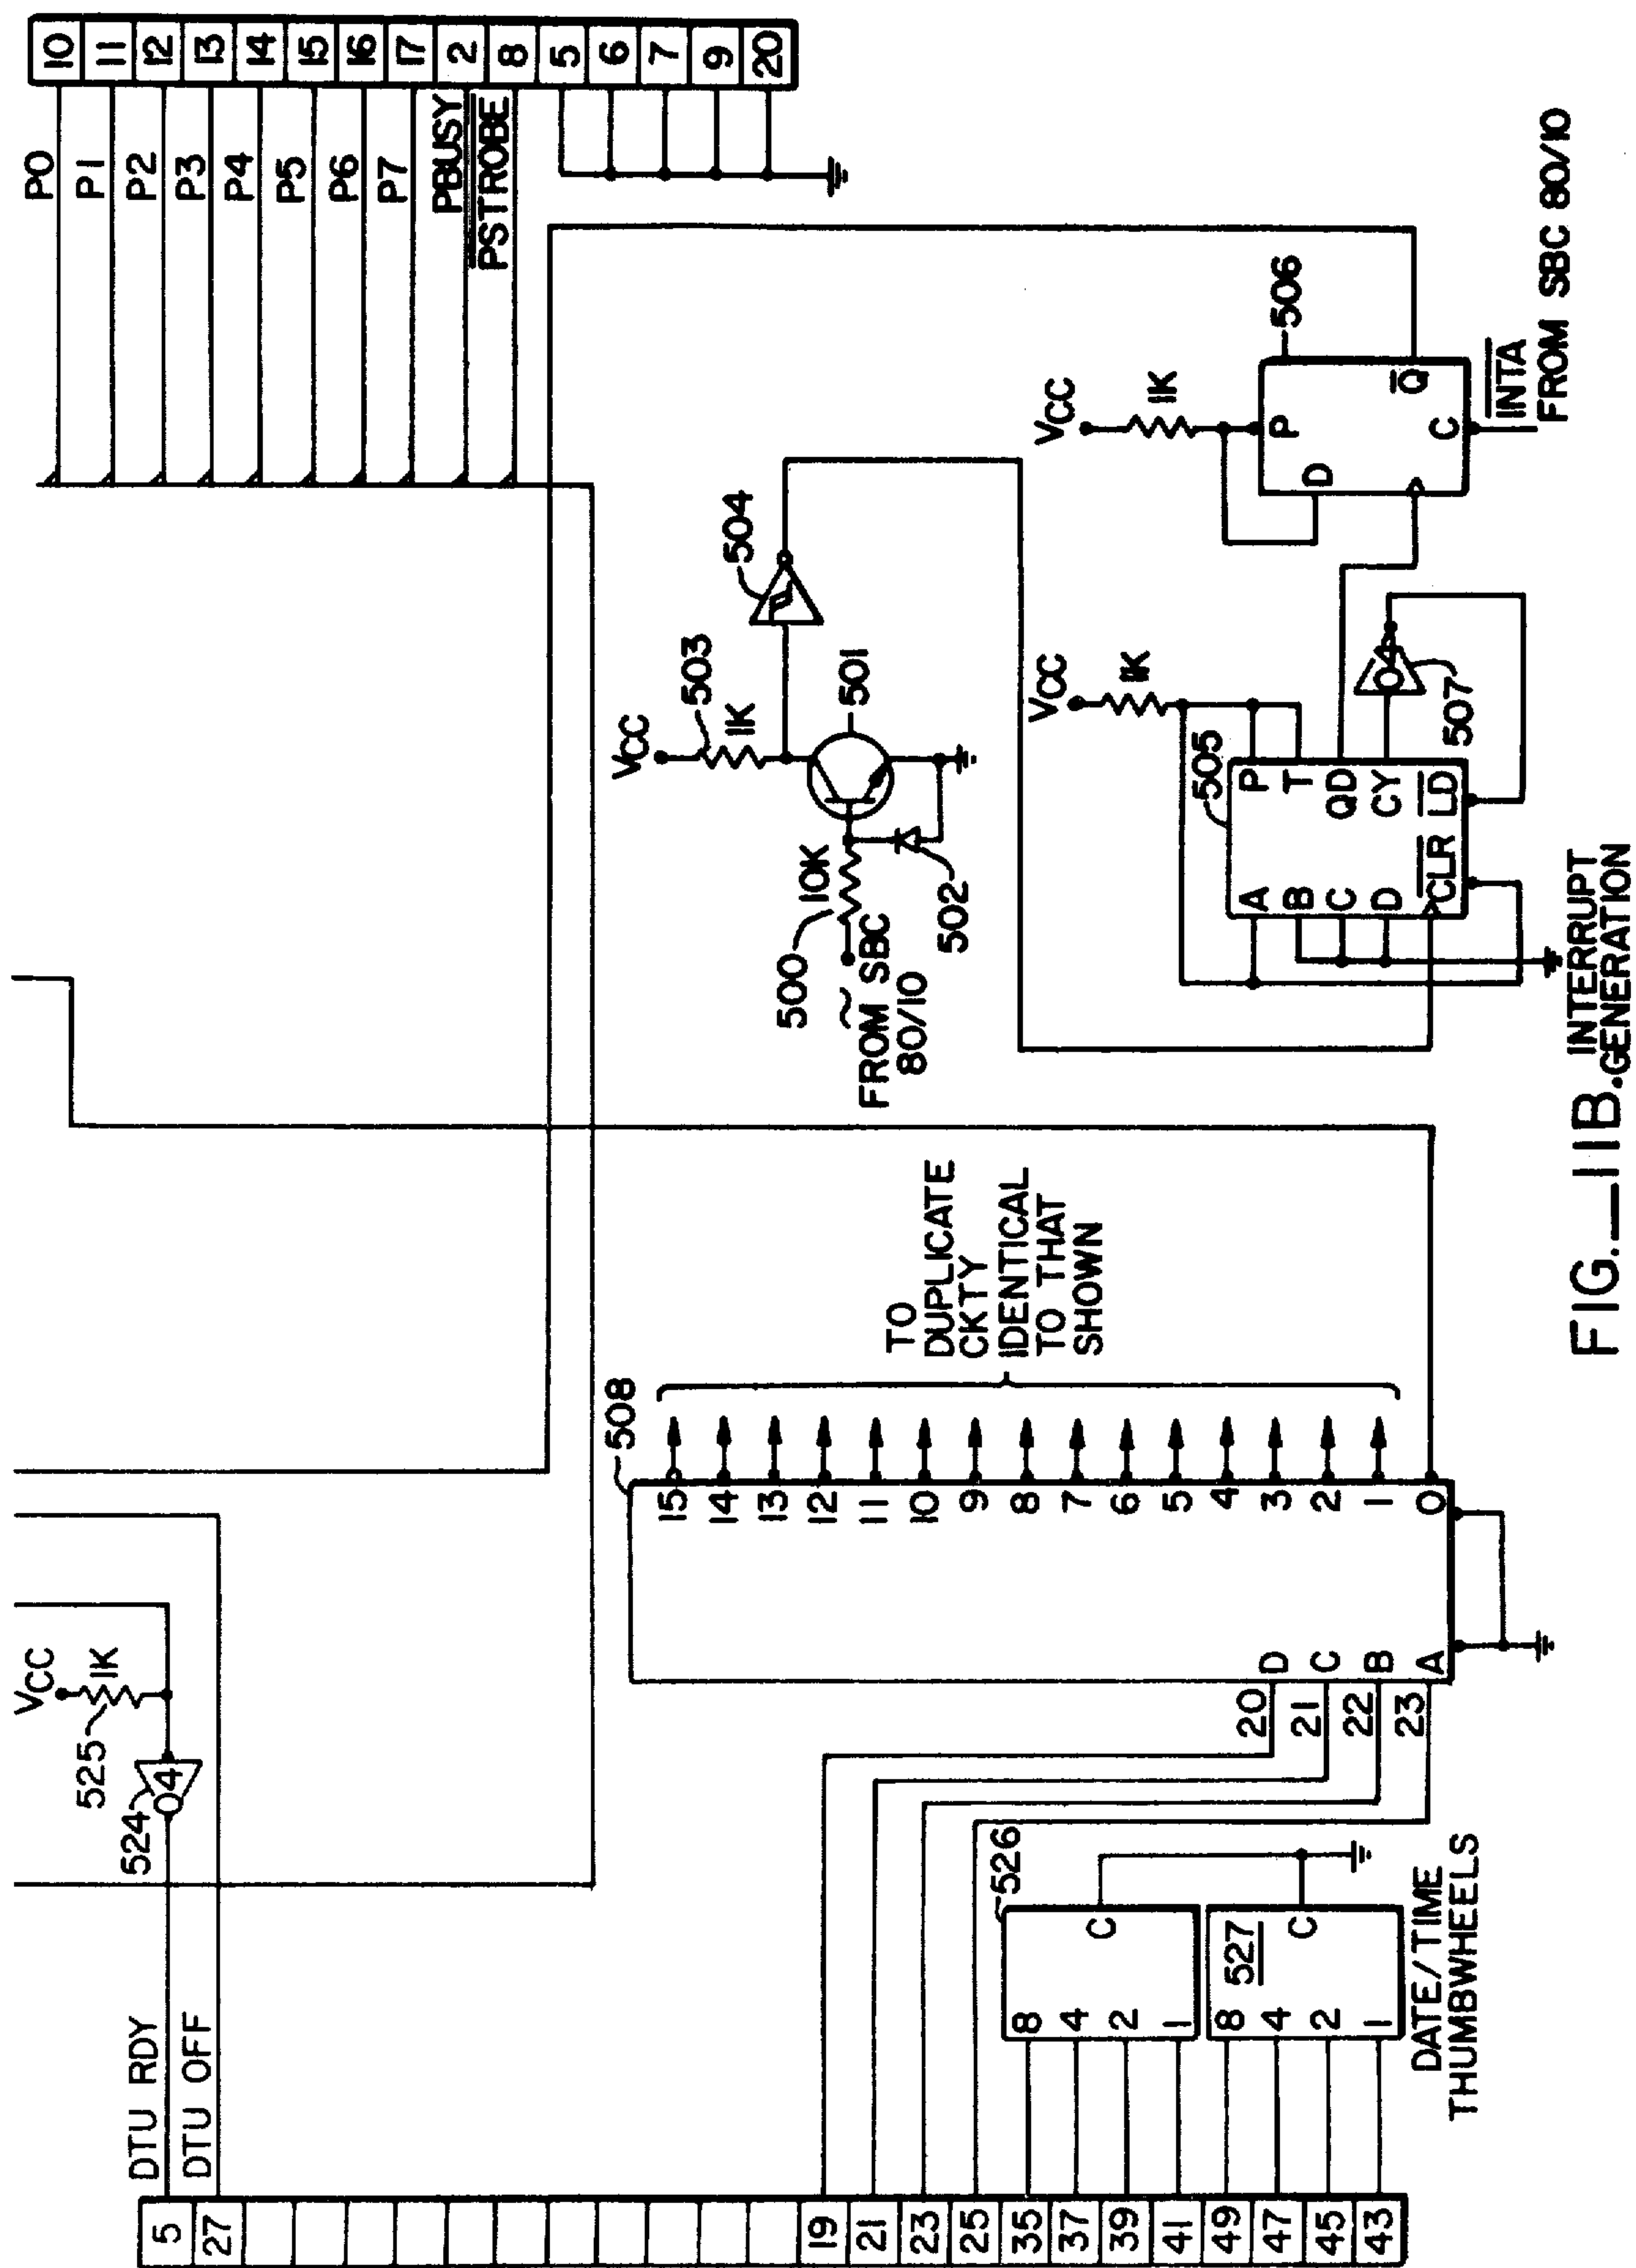 DTU RDY
DTU OFF
5
27
19
21
23
25
35
37
39
41
49
47
45
43
524
04
525
VCC
1K
526
8
4
2
1
C
527
8
4
2
1
C
DATE/TIME
THUMBWHEELS
20
21
22
23
D
C
B
A
508
15
14
13
12
11
10
9
8
7
6
5
4
3
2
1
0
TO
DUPLICATE
CKTY
IDENTICAL
TO THAT
SHOWN
500
10K
~
FROM SBC
80/10
502
501
VCC
503
1K
504
505
A
B
C
D
CLR
P
T
QD
CY
LD
VCC
1K
04
507
506
VCC
1K
D
P
C
Q
INTA
FROM SBC 80/10
P0
P1
P2
P3
P4
P5
P6
P7
PBUSY
PSTROBE
10
11
12
13
14
15
16
17
2
8
5
6
7
9
20
FIG._11B. INTERRUPT
GENERATION